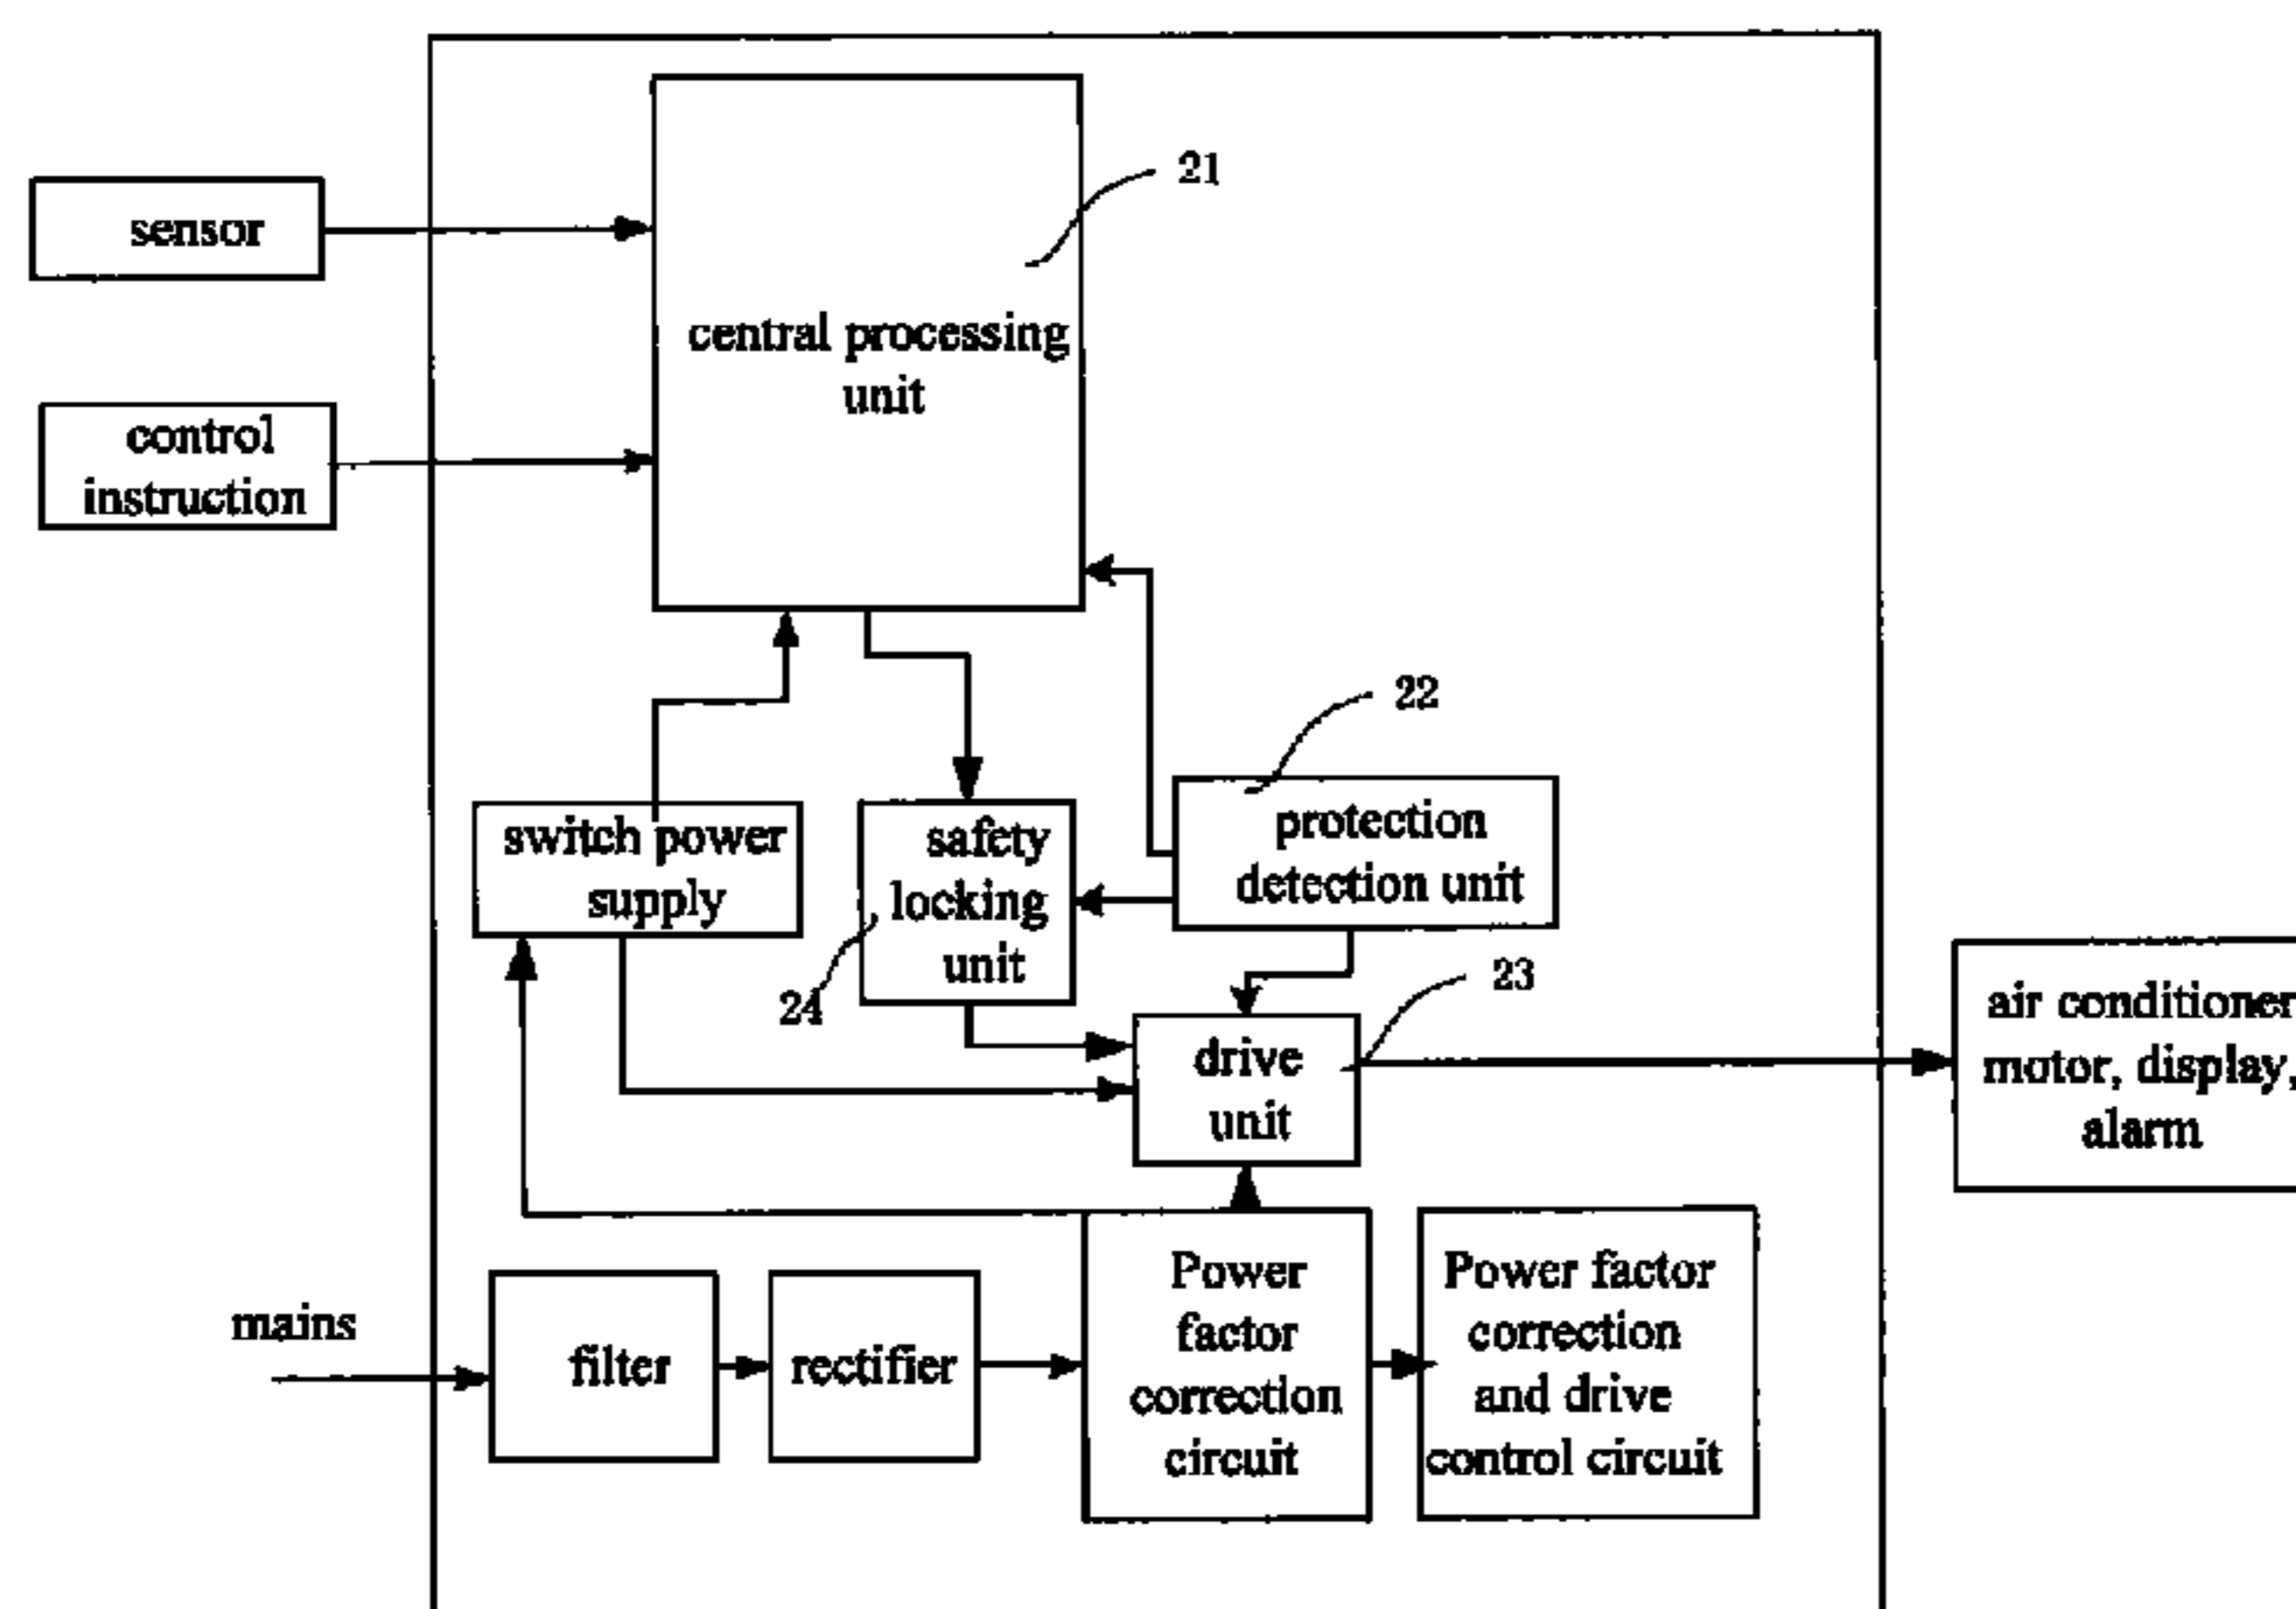 21
sensor
central processing
unit
control
instruction
22
switch power
supply
safety
locking
unit
24
protection
detection unit
23
drive
unit
air conditioner
motor, display,
alarm
mains
filter
rectifier
Power
factor
correction
circuit
Power factor
correction
and drive
control circuit